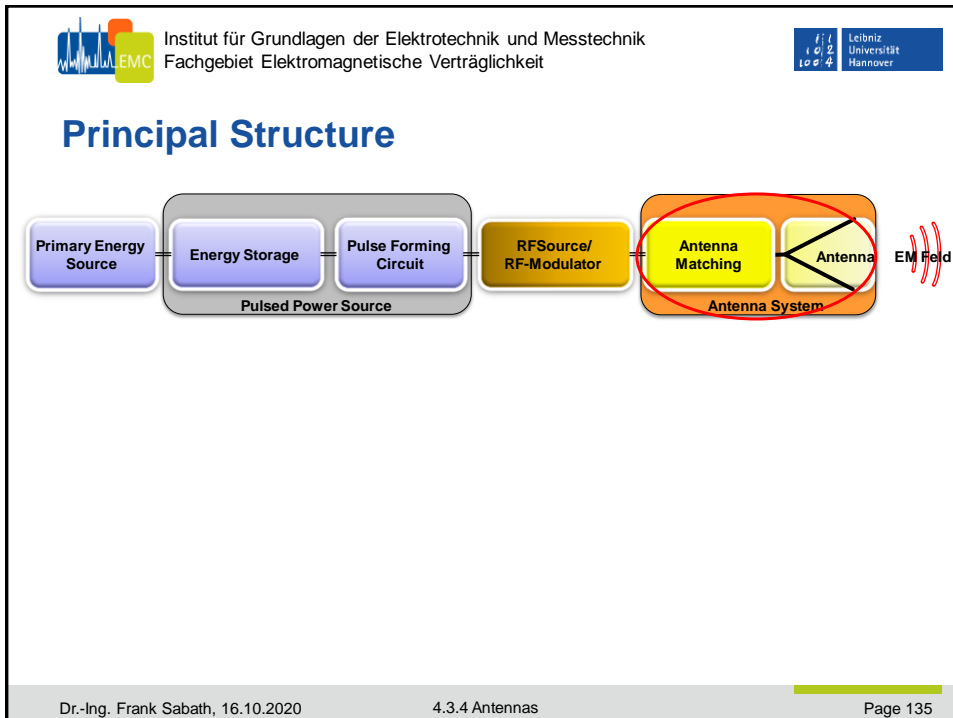 EMC
Institut für Grundlagen der Elektrotechnik und Messtechnik
Fachgebiet Elektromagnetische Verträglichkeit
Leibniz
Universität
Hannover
Principal Structure
Primary Energy
Source
Energy Storage
Pulse Forming
Circuit
Pulsed Power Source
RFSource/
RF-Modulator
Antenna
Matching
Antenna
Antenna System
EM Feld
Dr.-Ing. Frank Sabath, 16.10.2020
4.3.4 Antennas
Page 135